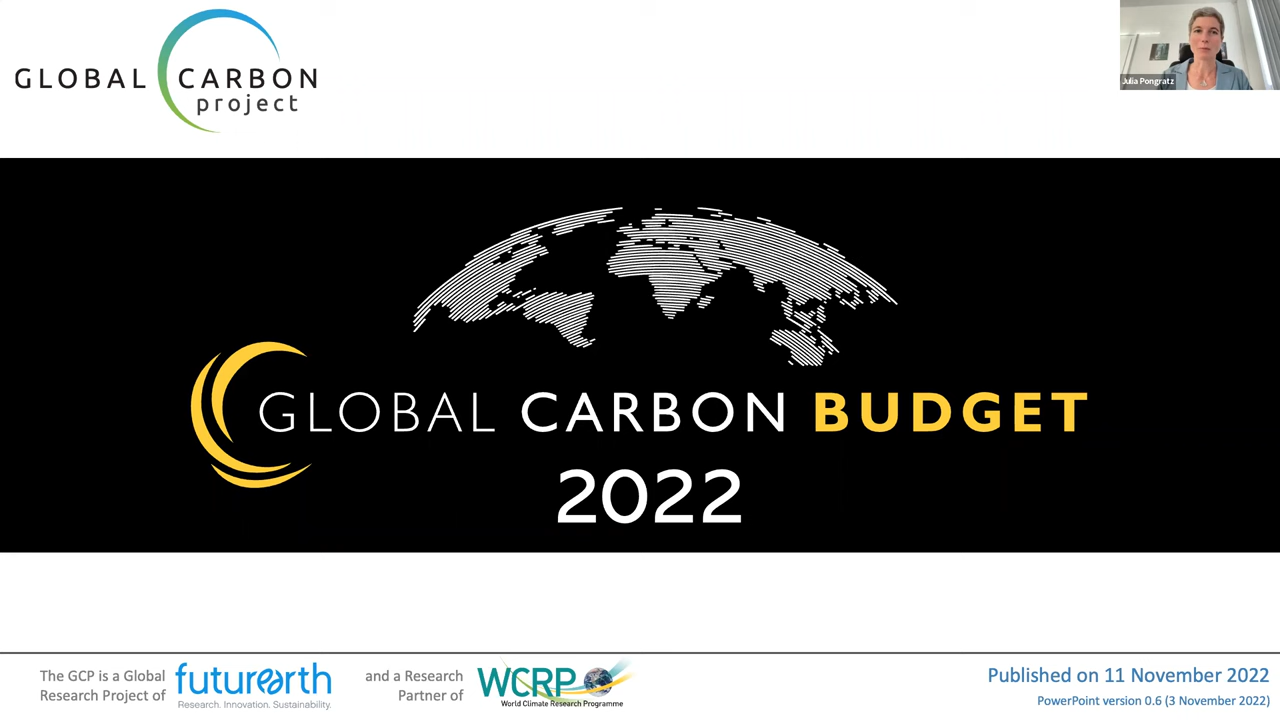 GLOBAL CARBON
project
Julia Pongratz
GLOBAL CARBON BUDGET
2022
The GCP is a Global
Research Project of
futurearth
Research. Innovation. Sustainability.
and a Research
Partner of
WCRP
World Climate Research Programme
Published on 11 November 2022
PowerPoint version 0.6 (3 November 2022)